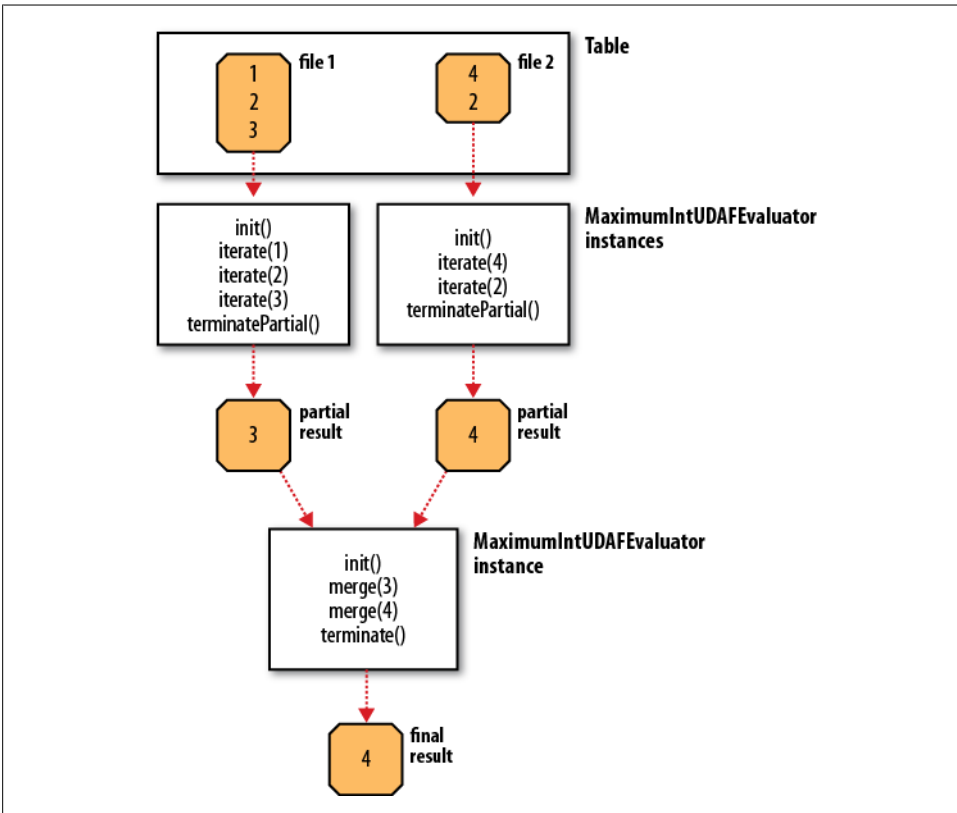 Table
file 1
1
2
3
file 2
4
2
MaximumIntUDAFEvaluator
instances
init()
iterate(1)
iterate(2)
iterate(3)
terminatePartial()
init()
iterate(4)
iterate(2)
terminatePartial()
3
partial
result
4
partial
result
MaximumIntUDAFEvaluator
instance
init()
merge(3)
merge(4)
terminate()
4
final
result